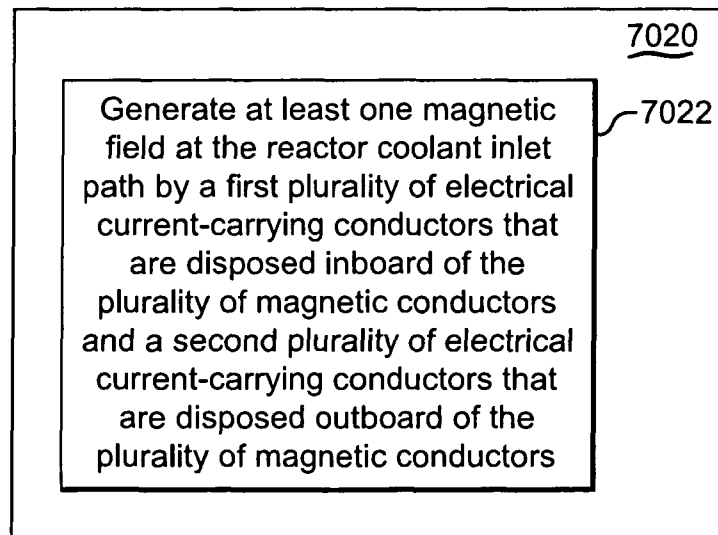 7020
7022
Generate at least one magnetic
field at the reactor coolant inlet
path by a first plurality of electrical
current-carrying conductors that
are disposed inboard of the
plurality of magnetic conductors
and a second plurality of electrical
current-carrying conductors that
are disposed outboard of the
plurality of magnetic conductors